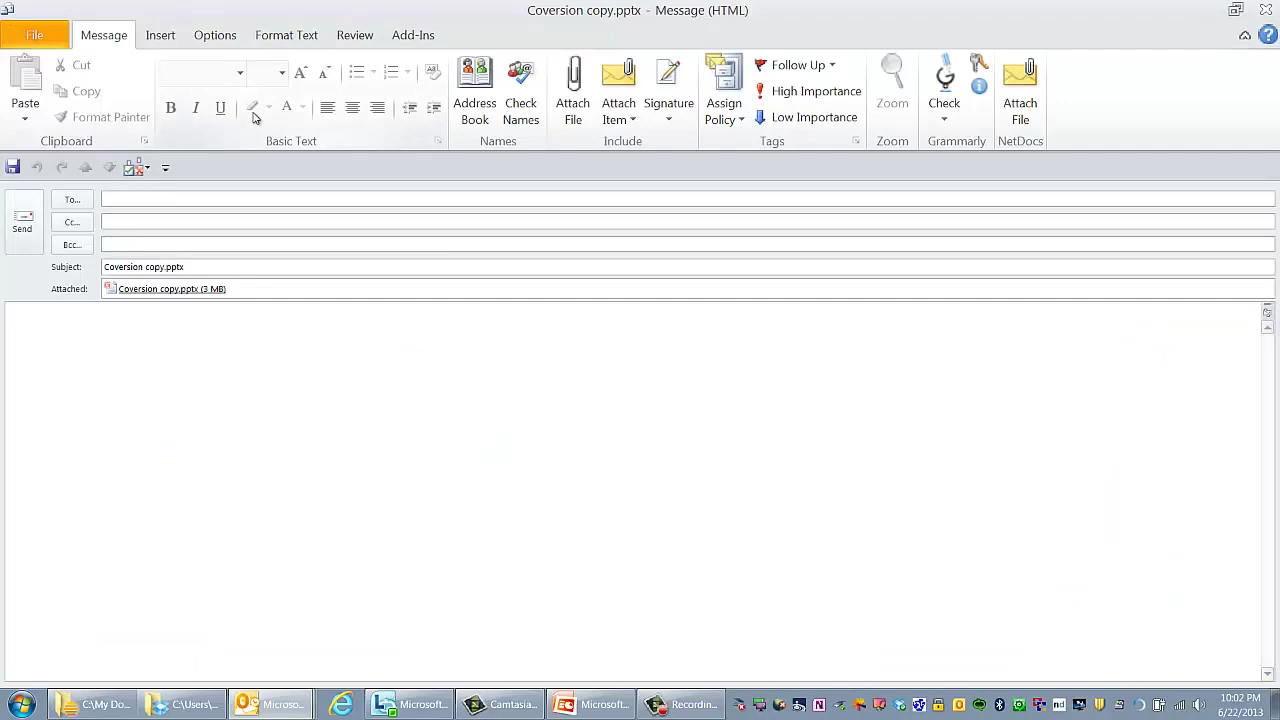 Coversion copy.pptx - Message (HTML)
File Message Insert Options Format Text Review Add-Ins
Paste
Cut
Copy
Format Painter
Clipboard
B I U
Basic Text
Address Book
Check Names
Names
Attach File
Attach Item
Signature
Include
Assign Policy
Follow Up
High Importance
Low Importance
Tags
Zoom
Zoom
Check
Grammarly
Attach File
NetDocs
Send
To...
Cc...
Bcc...
Subject: Coversion copy.pptx
Attached: Coversion copy.pptx (3 MB)
C:\My Do... C:\Users\... Microso... Microsoft... Camtasia... Microsoft... Recordin...
10:02 PM
6/22/2013